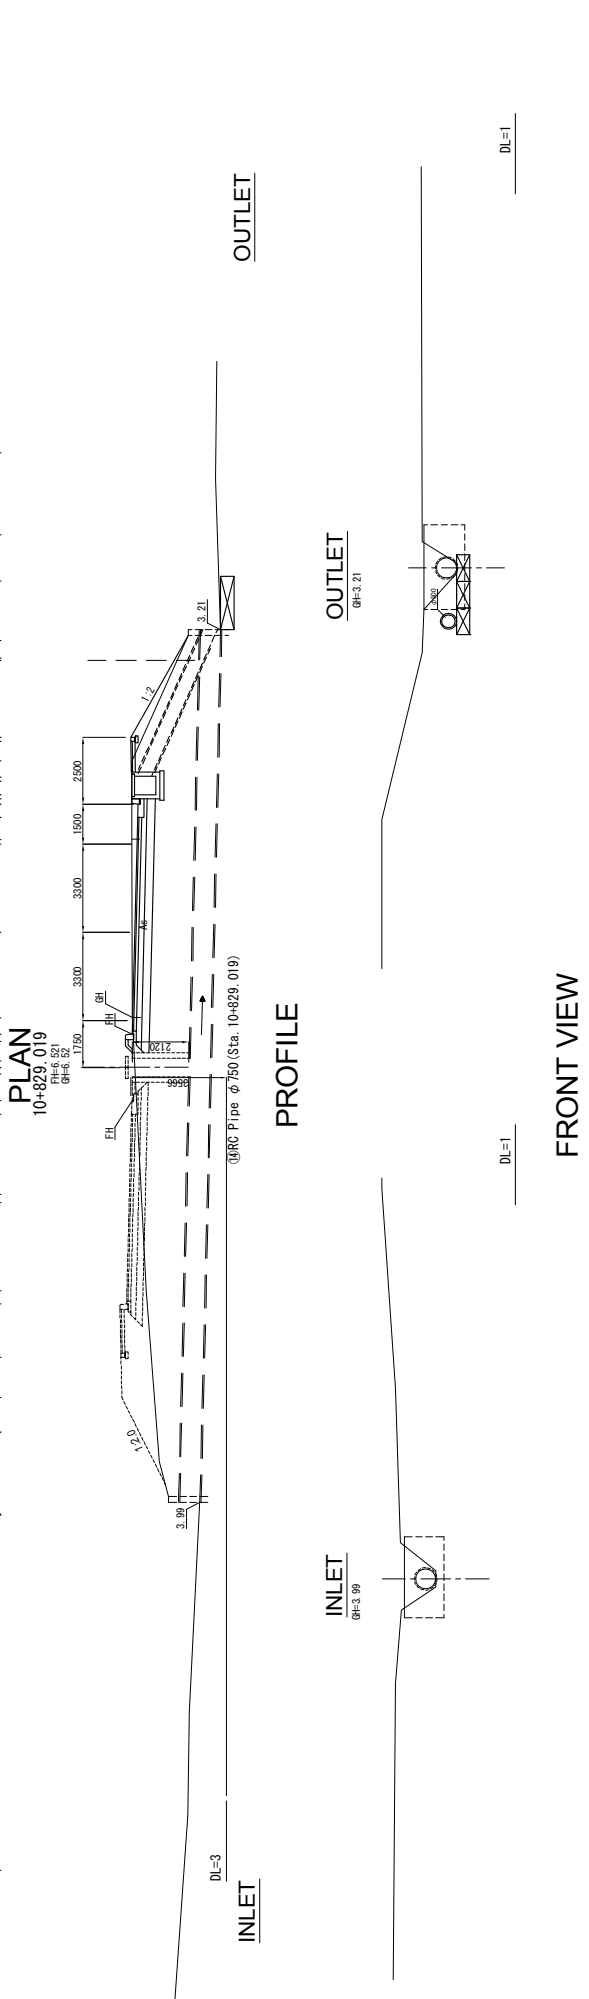 PLAN
10+829.019
FH=6.521
GH=6.52
1750
3300
3300
1500
2500
FH
FH
GH
2120
3566
As
1:2.0
1:2
3.99
3.21
⑭RC Pipe φ750(Sta.10+829.019)
DL=3
INLET
OUTLET
PROFILE
INLET
GH=3.99
OUTLET
GH=3.21
DL=1
DL=1
FRONT VIEW